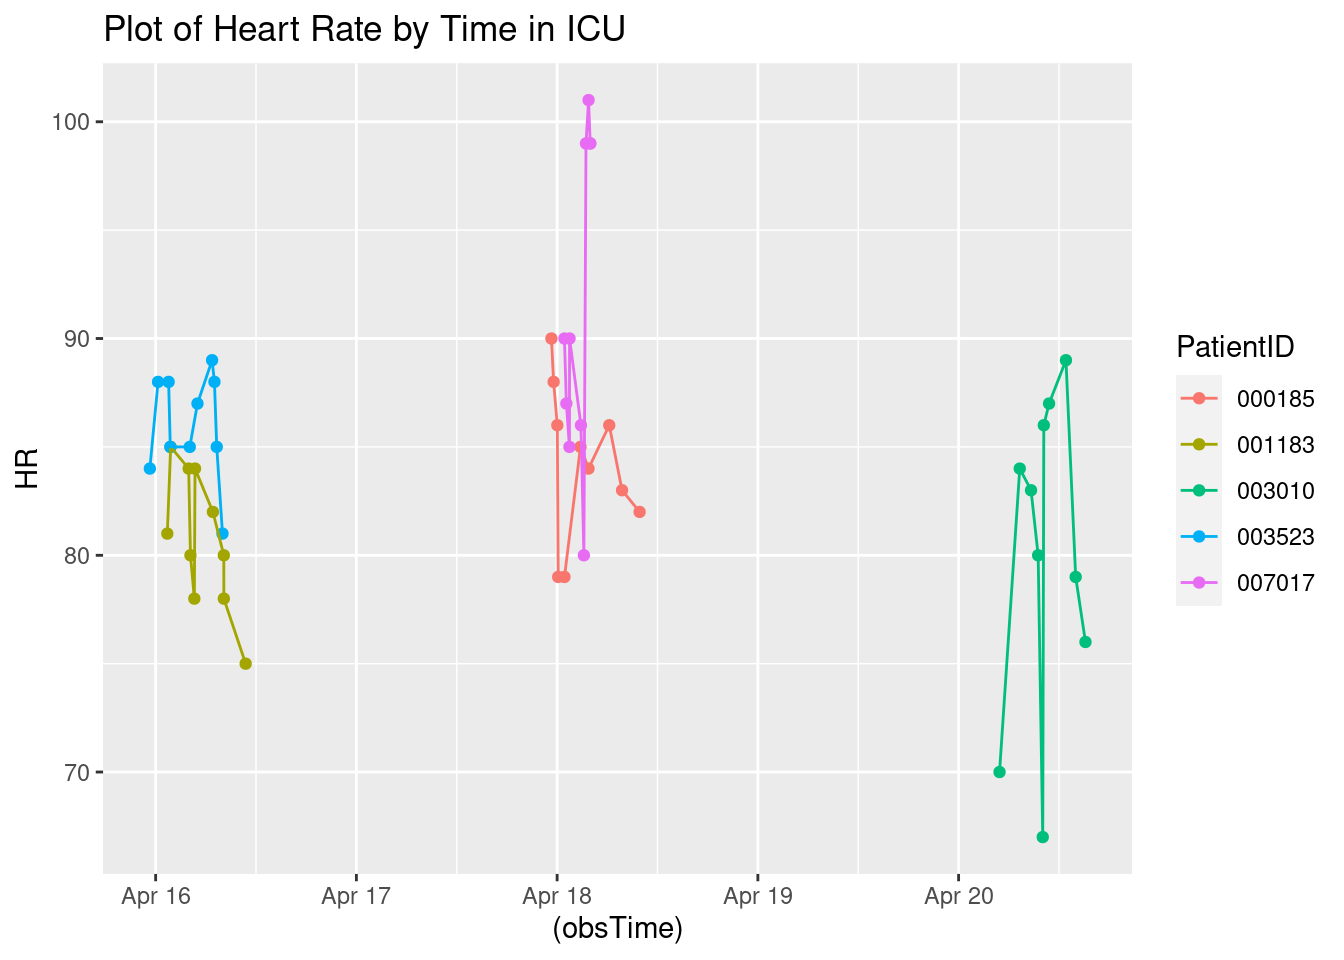 Plot of Heart Rate by Time in ICU
HR
100
90
80
70
Apr 16 Apr 17 Apr 18 Apr 19 Apr 20
(obsTime)
PatientID
000185
001183
003010
003523
007017